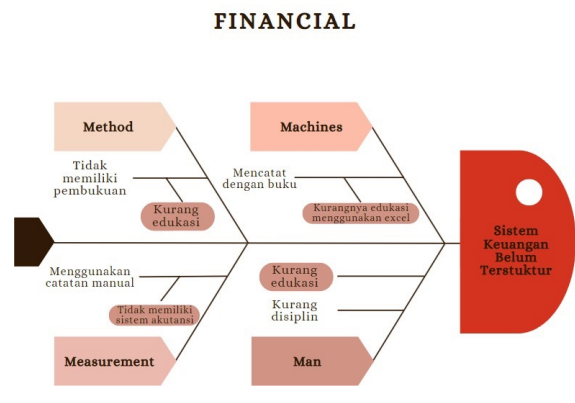 FINANCIAL
Method
Machines
Tidak
memiliki
pembukuan
Kurang
edukasi
Mencatat
dengan buku
Kurangnya edukasi
menggunakan excel
Sistem
Keuangan
Belum
Terstuktur
Menggunakan
catatan manual
Tidak memiliki
sistem akutansi
Kurang
edukasi
Kurang
disiplin
Measurement
Man